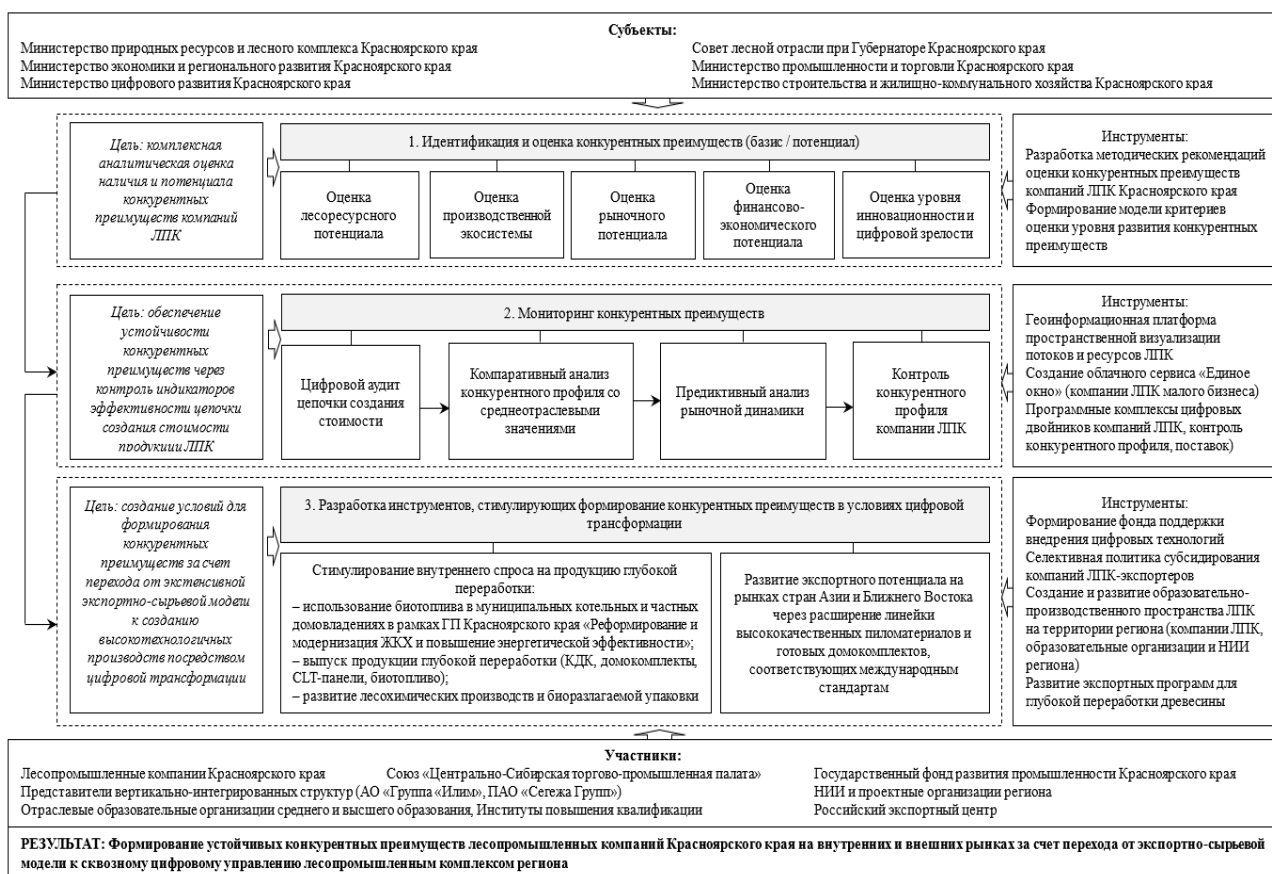 Субъекты:
Министерство природных ресурсов и лесного комплекса Красноярского края
Министерство экономики и регионального развития Красноярского края
Министерство цифрового развития Красноярского края
Совет лесной отрасли при Губернаторе Красноярского края
Министерство промышленности и торговли Красноярского края
Министерство строительства и жилищно-коммунального хозяйства Красноярского края
Цель: комплексная
аналитическая оценка
наличия и потенциала
конкурентных
преимуществ компаний
ЛПК
1. Идентификация и оценка конкурентных преимуществ (базис / потенциал)
Оценка
лесоресурсного
потенциала
Оценка
производственной
экосистемы
Оценка
рыночного
потенциала
Оценка
финансово-
экономического
потенциала
Оценка уровня
инновационности и
цифровой зрелости
Инструменты:
Разработка методических рекомендаций
оценки конкурентных преимуществ
компаний ЛПК Красноярского края
Формирование модели критериев
оценки уровня развития конкурентных
преимуществ
Цель: обеспечение
устойчивости
конкурентных
преимуществ через
контроль индикаторов
эффективности цепочки
создания стоимости
продукции ЛПК
2. Мониторинг конкурентных преимуществ
Цифровой аудит
цепочки создания
стоимости
Компаративный анализ
конкурентного профиля со
среднеотраслевыми
значениями
Предиктивный анализ
рыночной динамики
Контроль
конкурентного
профиля
компании ЛПК
Инструменты:
Геоинформационная платформа
пространственной визуализации
потоков и ресурсов ЛПК
Создание облачного сервиса «Единое
окно» (компании ЛПК малого бизнеса)
Программные комплексы цифровых
двойников компаний ЛПК, контроль
конкурентного профиля, поставок)
Цель: создание условий для
формирования
конкурентных
преимуществ за счет
перехода от экстенсивной
экспортно-сырьевой модели
к созданию
высокотехнологичных
производств посредством
цифровой трансформации
3. Разработка инструментов, стимулирующих формирование конкурентных преимуществ в условиях цифровой
трансформации
Стимулирование внутреннего спроса на продукцию глубокой
переработки:
– использование биотоплива в муниципальных котельных и частных
домовладениях в рамках ГП Красноярского края «Реформирование и
модернизация ЖКХ и повышение энергетической эффективности»;
– выпуск продукции глубокой переработки (КДК, домокомплекты,
CLT-панели, биотопливо);
– развитие лесохимических производств и биоразлагаемой упаковки
Развитие экспортного потенциала на
рынках стран Азии и Ближнего Востока
через расширение линейки
высококачественных пиломатериалов и
готовых домокомплектов,
соответствующих международным
стандартам
Инструменты:
Формирование фонда поддержки
внедрения цифровых технологий
Селективная политика субсидирования
компаний ЛПК-экспортеров
Создание и развитие образовательно-
производственного пространства ЛПК
на территории региона (компании ЛПК,
образовательные организации и НИИ
региона)
Развитие экспортных программ для
глубокой переработки древесины
Участники:
Лесопромышленные компании Красноярского края
Союз «Центрально-Сибирская торгово-промышленная палата»
Государственный фонд развития промышленности Красноярского края
Представители вертикально-интегрированных структур (АО «Группа «Илим», ПАО «Сегежа Групп»)
НИИ и проектные организации региона
Отраслевые образовательные организации среднего и высшего образования, Институты повышения квалификации
Российский экспортный центр
РЕЗУЛЬТАТ: Формирование устойчивых конкурентных преимуществ лесопромышленных компаний Красноярского края на внутренних и внешних рынках за счет перехода от экспортно-сырьевой
модели к сквозному цифровому управлению лесопромышленным комплексом региона